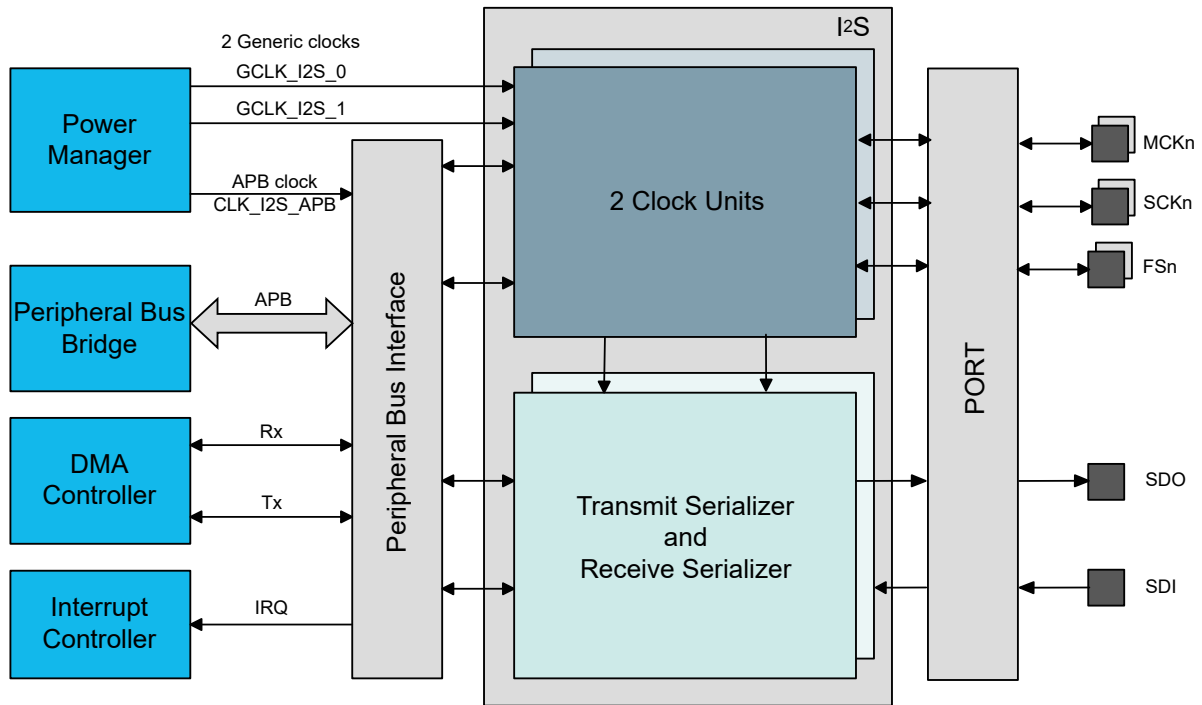 I2S
2 Generic clocks
GCLK_I2S_0
GCLK_I2S_1
Power
Manager
APB clock
CLK_I2S_APB
2 Clock Units
MCKn
SCKn
FSn
Peripheral Bus
Bridge
APB
Peripheral Bus Interface
PORT
DMA
Controller
Rx
Tx
Transmit Serializer
and
Receive Serializer
SDO
SDI
Interrupt
Controller
IRQ